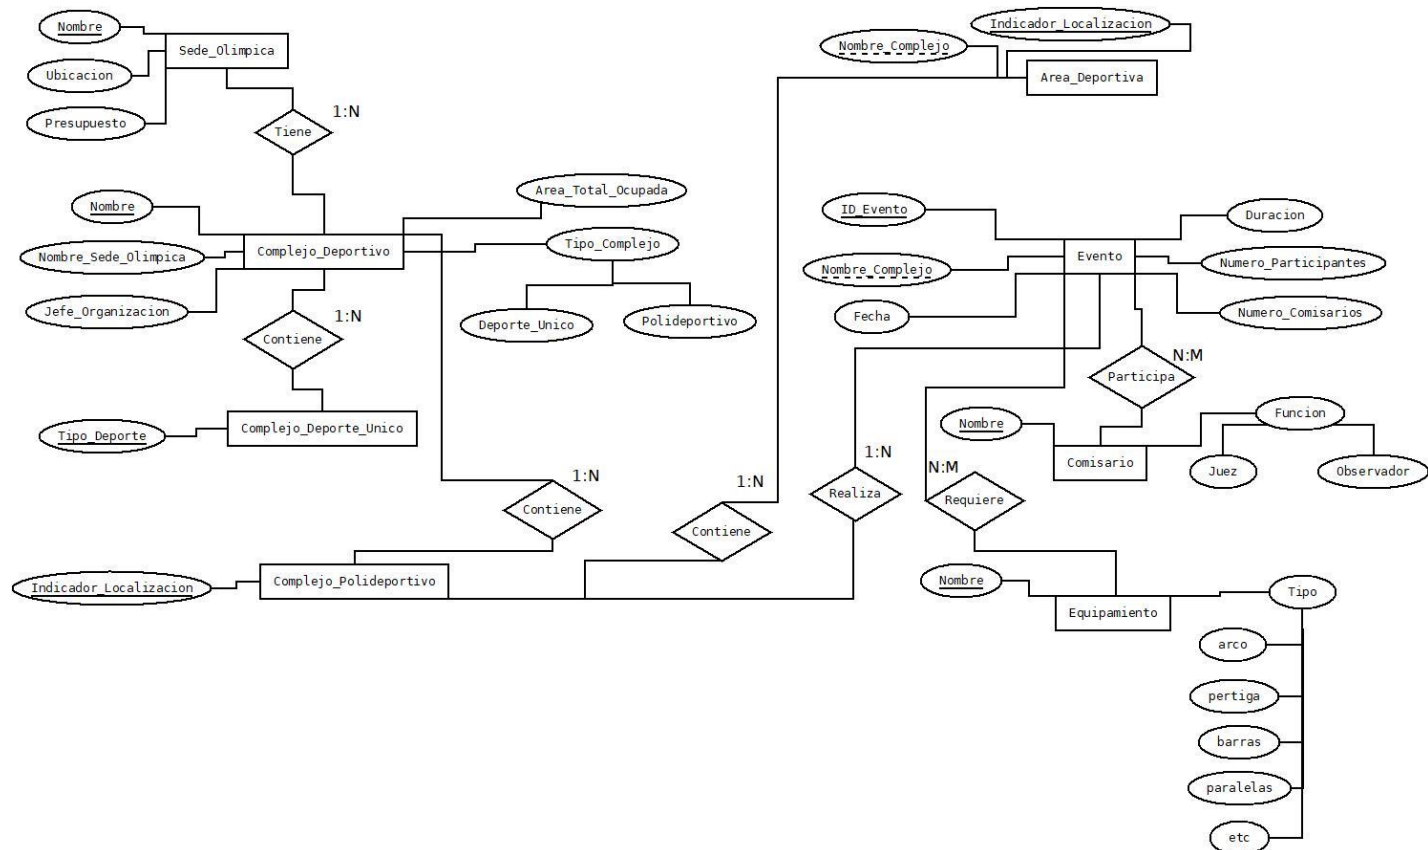 Nombre
Sede_Olimpica
Ubicacion
Presupuesto
1:N
Tiene
Indicador_Localizacion
Nombre_Complejo
Area_Deportiva
Nombre
Area_Total_Ocupada
Complejo_Deportivo
Tipo_Complejo
Nombre_Sede_Olimpica
Jefe_Organizacion
Deporte_Unico
Polideportivo
1:N
Contiene
Tipo_Deporte
Complejo_Deporte_Unico
ID_Evento
Duracion
Evento
Nombre_Complejo
Numero_Participantes
Fecha
Numero_Comisarios
N:M
Participa
Nombre
Funcion
Comisario
Juez
Observador
1:N
Contiene
1:N
Contiene
1:N
Realiza
N:M
Requiere
Indicador_Localizacion
Complejo_Polideportivo
Nombre
Equipamiento
Tipo
arco
pertiga
barras
paralelas
etc